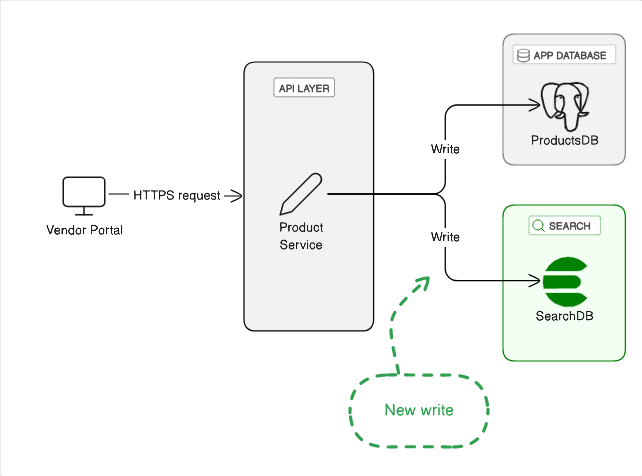 APP DATABASE
ProductsDB
API LAYER
Write
HTTPS request
Vendor Portal
Product
Service
Write
SEARCH
SearchDB
New write